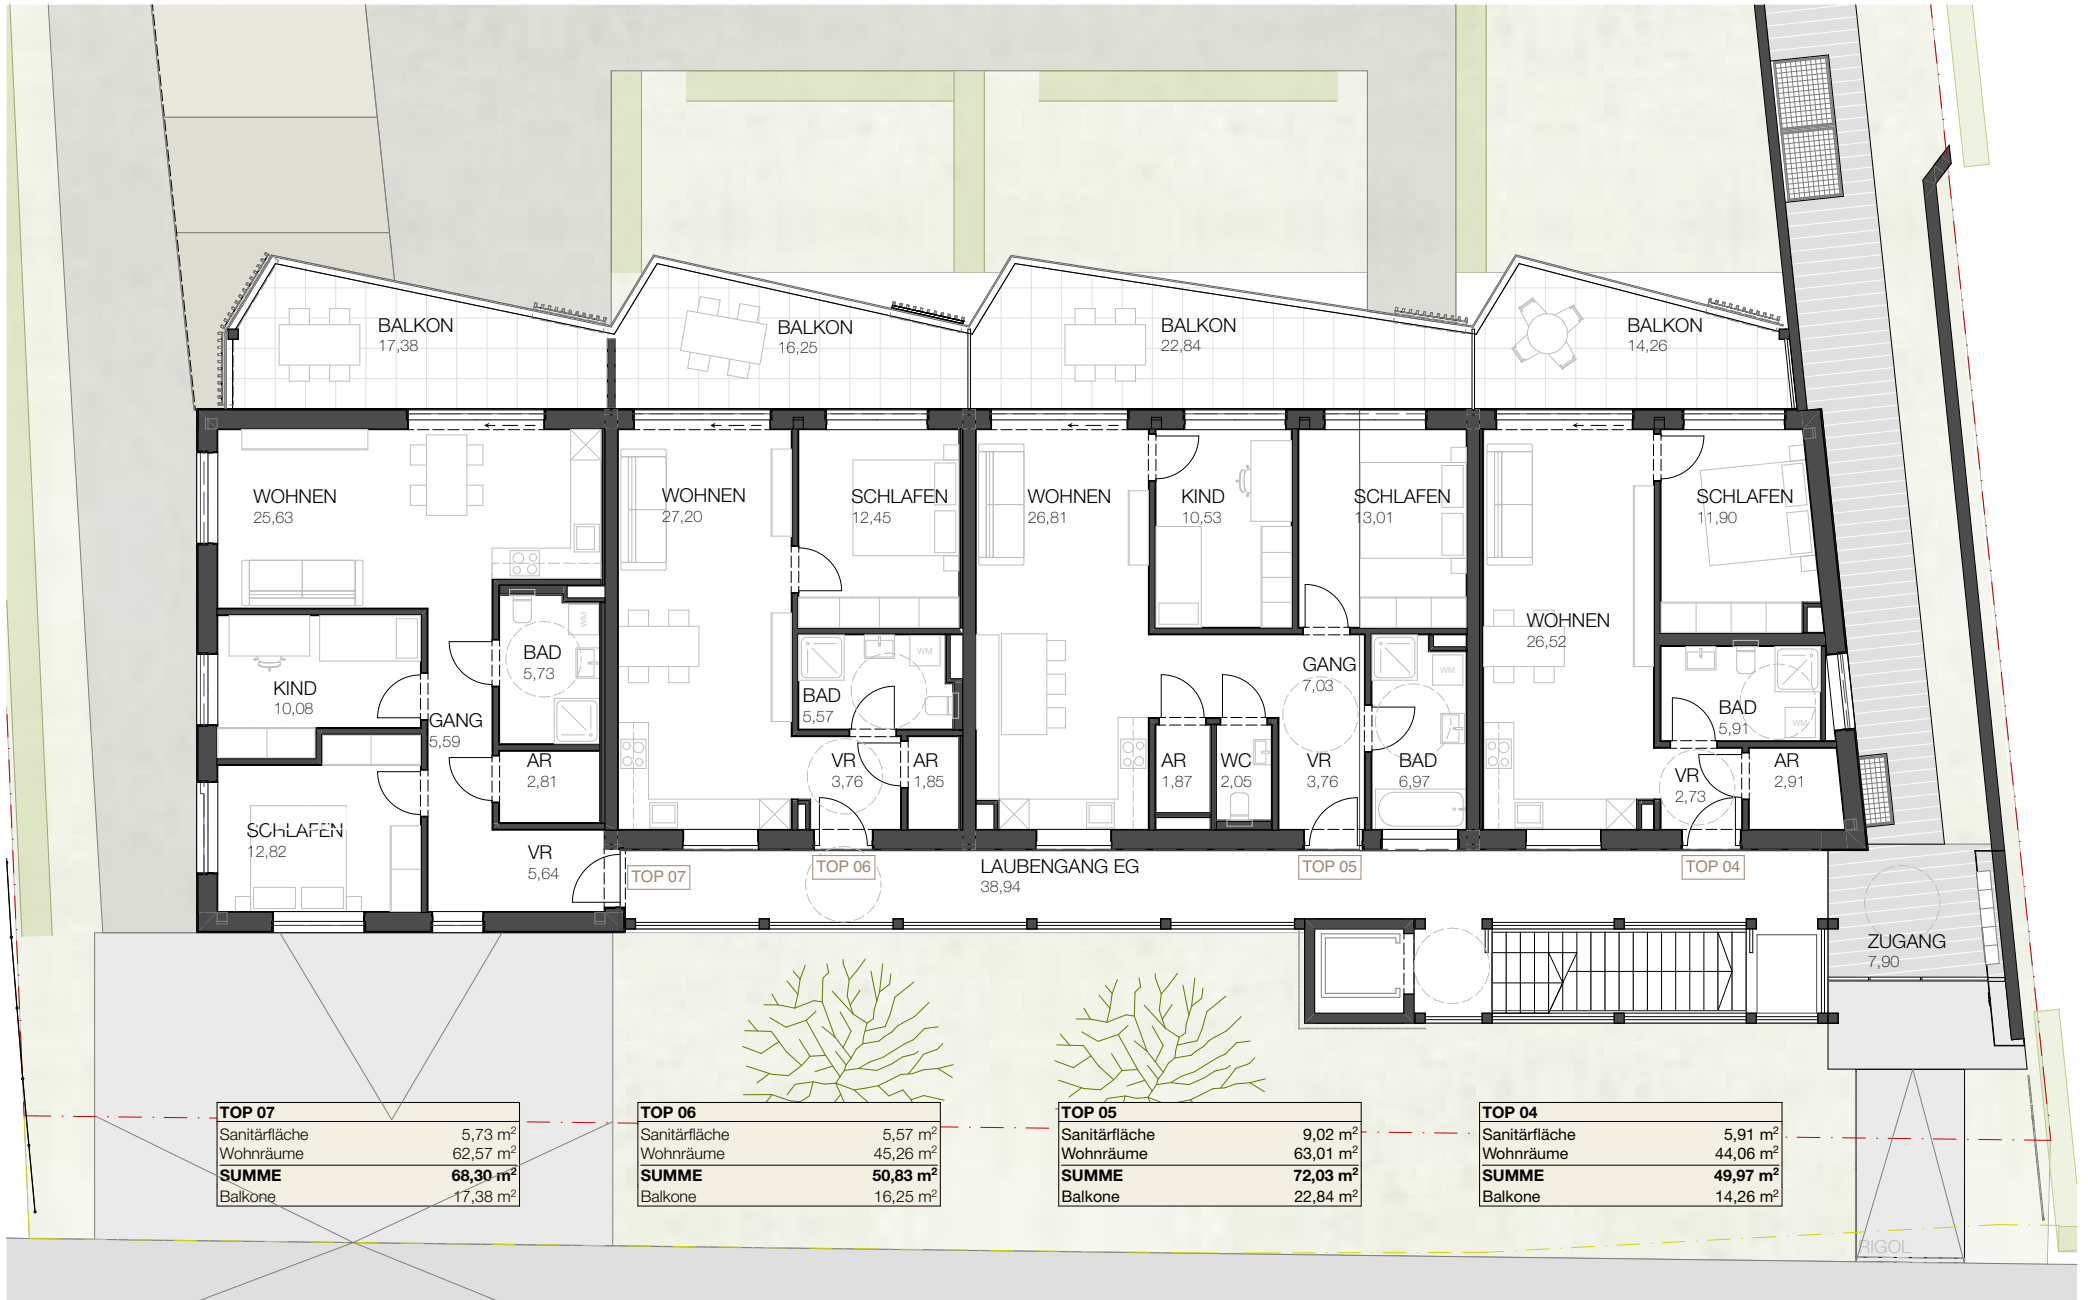 BALKON
17,38
BALKON
16,25
BALKON
22,84
BALKON
14,26
WOHNEN
25,63
WOHNEN
27,20
SCHLAFEN
12,45
WOHNEN
26,81
KIND
10,53
SCHLAFEN
13,01
WOHNEN
26,52
SCHLAFEN
11,90
KIND
10,08
GANG
5,59
BAD
5,73
WM
AR
2,81
SCHLAFEN
12,82
VR
5,64
BAD
5,57
WM
VR
3,76
AR
1,85
AR
1,87
WC
2,05
GANG
7,03
VR
3,76
BAD
6,97
WM
BAD
5,91
WM
VR
2,73
AR
2,91
TOP 07
TOP 06
LAUBENGANG EG
38,94
TOP 05
TOP 04
ZUGANG
7,90
TOP 07
Sanitärfläche 5,73 m²
Wohnräume 62,57 m²
SUMME 68,30 m²
Balkone 17,38 m²
TOP 06
Sanitärfläche 5,57 m²
Wohnräume 45,26 m²
SUMME 50,83 m²
Balkone 16,25 m²
TOP 05
Sanitärfläche 9,02 m²
Wohnräume 63,01 m²
SUMME 72,03 m²
Balkone 22,84 m²
TOP 04
Sanitärfläche 5,91 m²
Wohnräume 44,06 m²
SUMME 49,97 m²
Balkone 14,26 m²
RIGOL